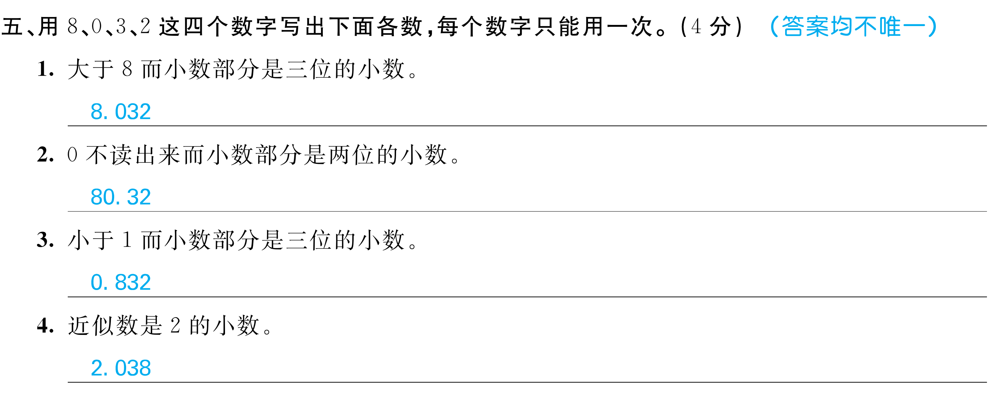 五、用 8、0、3、2 这四个数字写出下面各数,每个数字只能用一次。(4 分) (答案均不唯一)
1. 大于 8 而小数部分是三位的小数。
8.032
2. 0 不读出来而小数部分是两位的小数。
80.32
3. 小于 1 而小数部分是三位的小数。
0.832
4. 近似数是 2 的小数。
2.038